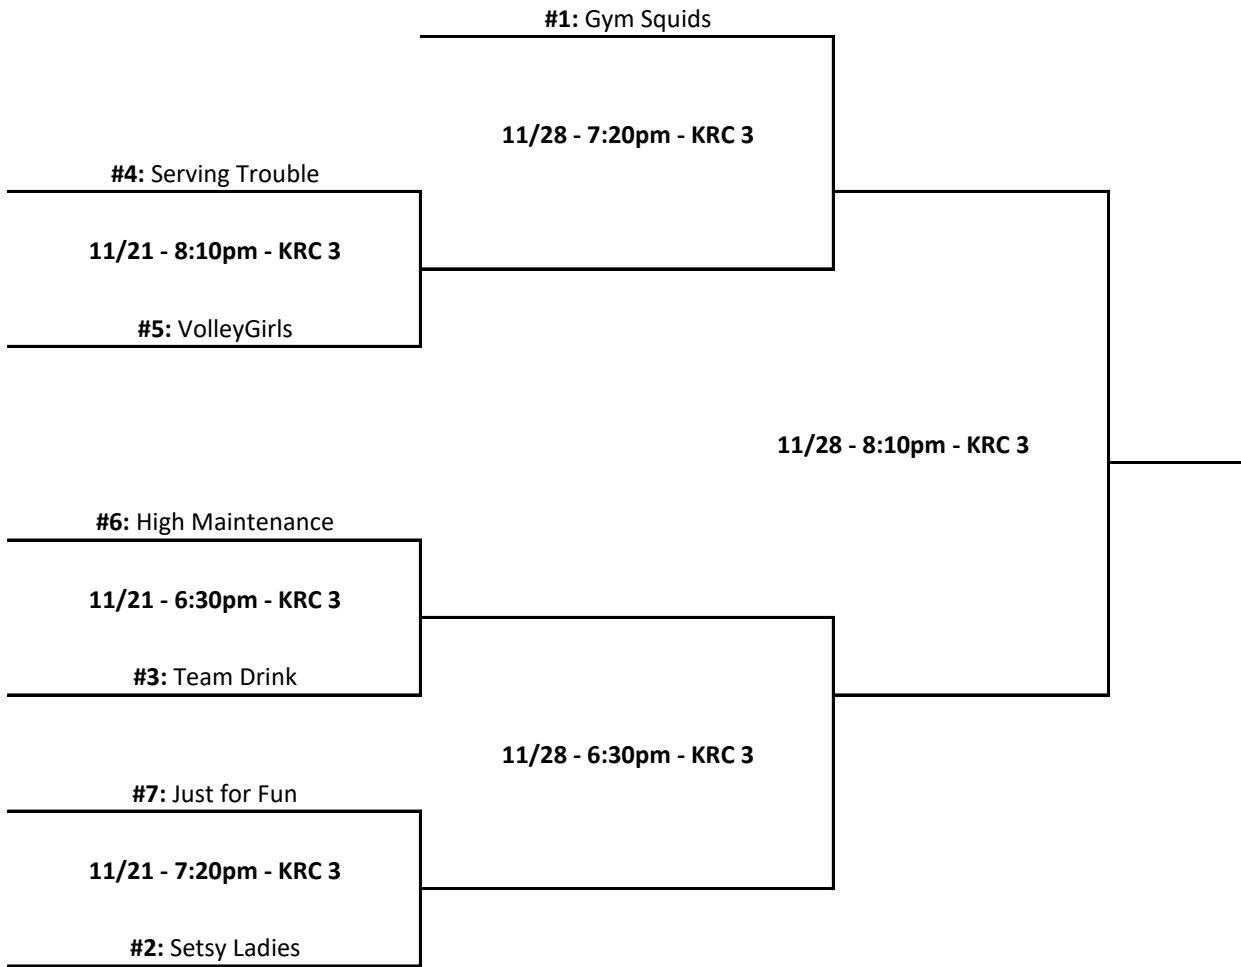 #1: Gym Squids
11/28 - 7:20pm - KRC 3
#4: Serving Trouble
11/21 - 8:10pm - KRC 3
#5: VolleyGirls
11/28 - 8:10pm - KRC 3
#6: High Maintenance
11/21 - 6:30pm - KRC 3
#3: Team Drink
11/28 - 6:30pm - KRC 3
#7: Just for Fun
11/21 - 7:20pm - KRC 3
#2: Setsy Ladies